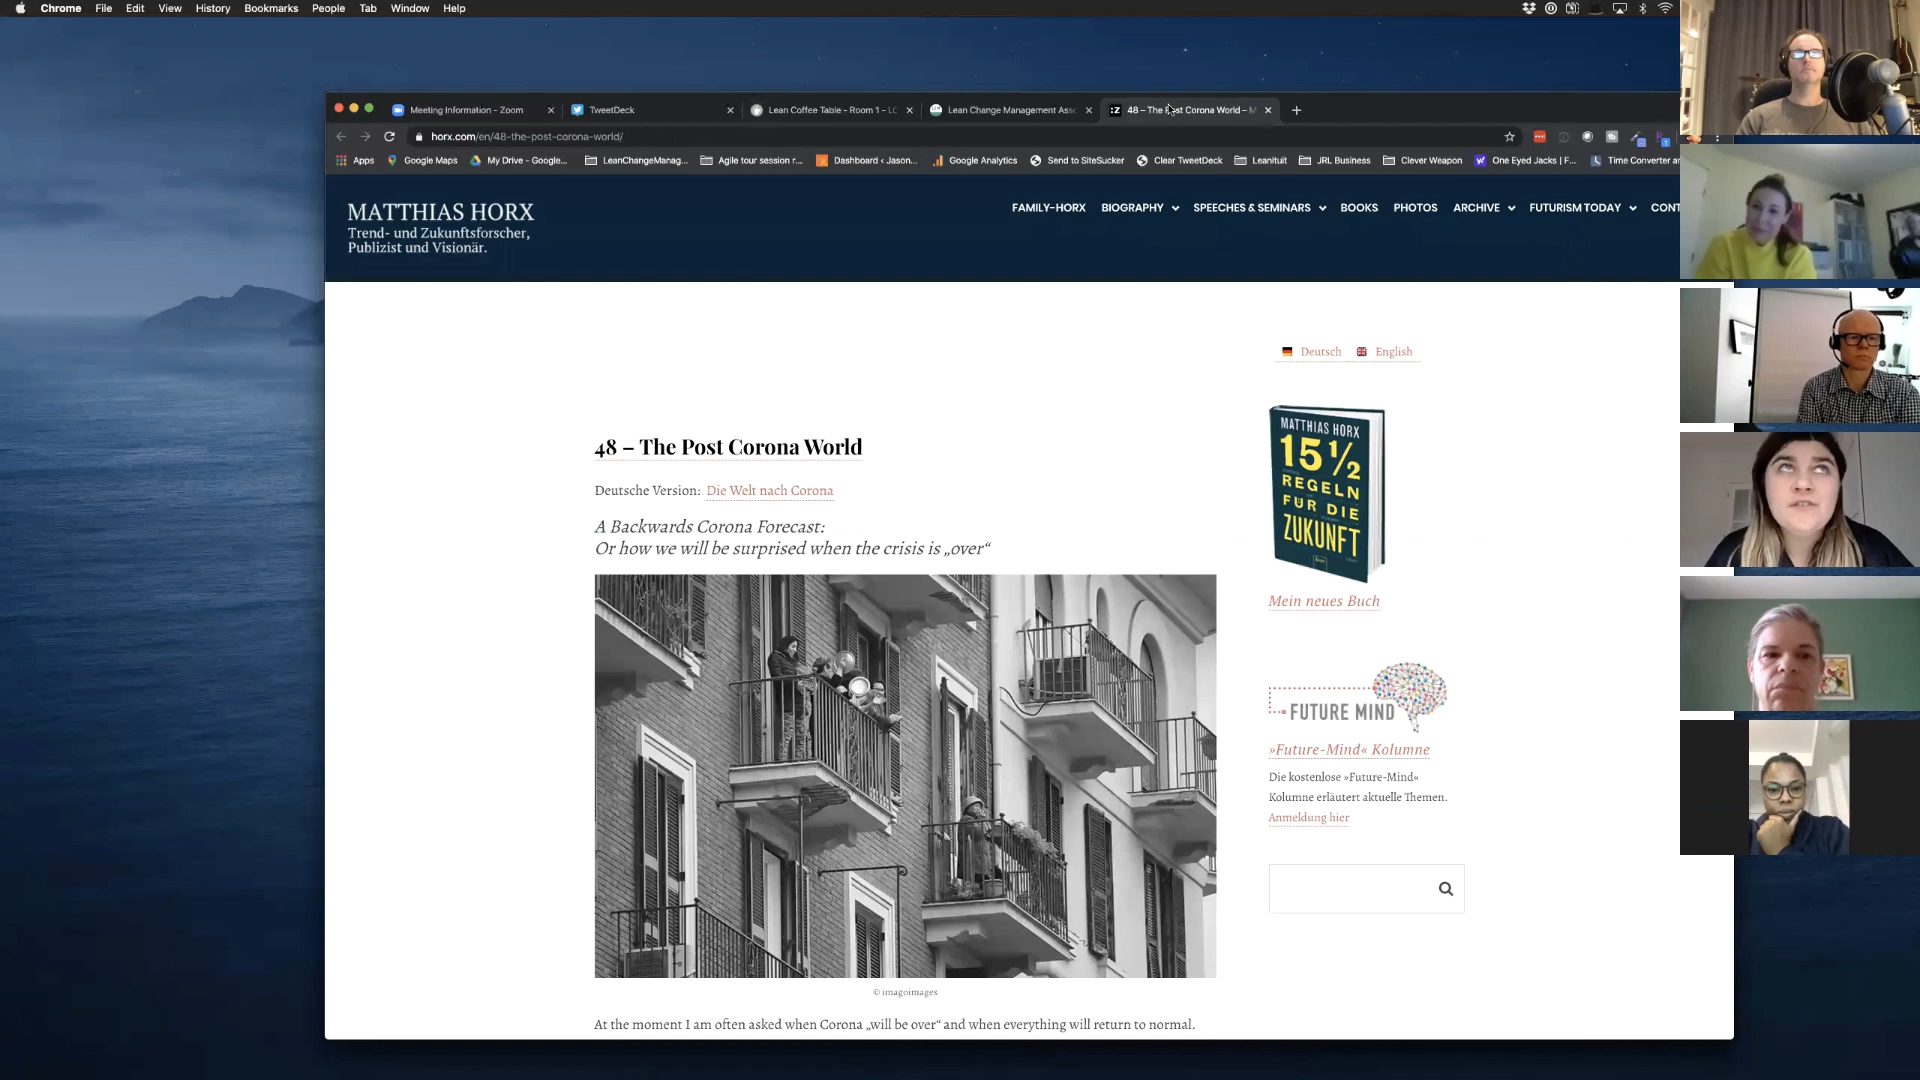 Chrome File Edit View History Bookmarks People Tab Window Help
Meeting Information - Zoom
TweetDeck
Lean Coffee Table - Room 1 - LC
Lean Change Management Ass
48 – The Post Corona World – M
horx.com/en/48-the-post-corona-world/
Apps Google Maps My Drive - Google... LeanChangeManag... Agile tour session r... Dashboard ‹ Jason... Google Analytics Send to SiteSucker Clear TweetDeck Leanituit JRL Business Clever Weapon One Eyed Jacks | F... Time Converter an
MATTHIAS HORX
Trend- und Zukunftsforscher,
Publizist und Visionär.
FAMILY-HORX BIOGRAPHY SPEECHES & SEMINARS BOOKS PHOTOS ARCHIVE FUTURISM TODAY CONT
Deutsch English
48 – The Post Corona World
Deutsche Version: Die Welt nach Corona
A Backwards Corona Forecast:
Or how we will be surprised when the crisis is „over“
© imagoimages
At the moment I am often asked when Corona „will be over“ and when everything will return to normal.
MATTHIAS HORX
15 ½
REGELN
FÜR DIE
ZUKUNFT
Mein neues Buch
FUTURE MIND
»Future-Mind« Kolumne
Die kostenlose »Future-Mind«
Kolumne erläutert aktuelle Themen.
Anmeldung hier